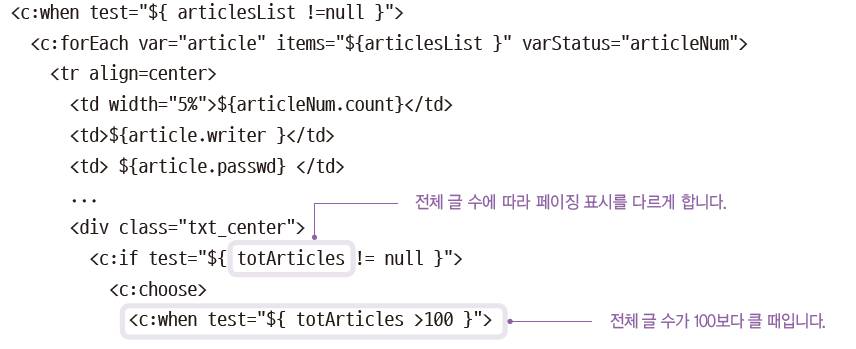 <c:when test="${ articlesList !=null }">
<c:forEach var="article" items="${articlesList }" varStatus="articleNum">
<tr align=center>
<td width="5%">${articleNum.count}</td>
<td>${article.writer }</td>
<td> ${article.passwd} </td>
...
전체 글 수에 따라 페이징 표시를 다르게 합니다.
<div class="txt_center">
<c:if test="${ totArticles != null }">
<c:choose>
<c:when test="${ totArticles >100 }"> 전체 글 수가 100보다 클 때입니다.